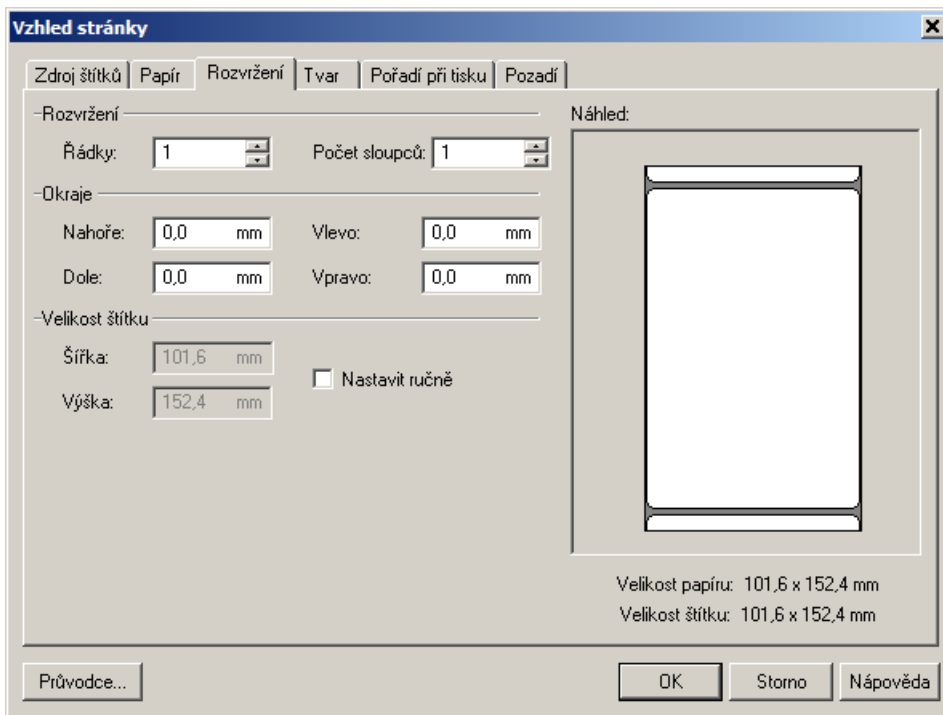 Vzhled stránky
Zdroj štítků Papír Rozvržení Tvar Pořadí při tisku Pozadí
Rozvržení
Řádky: 1 Počet sloupců: 1
Okraje
Nahoře: 0,0 mm Vlevo: 0,0 mm
Dole: 0,0 mm Vpravo: 0,0 mm
Velikost štítku
Šířka: 101,6 mm
Nastavit ručně
Výška: 152,4 mm
Náhled:
Velikost papíru: 101,6 x 152,4 mm
Velikost štítku: 101,6 x 152,4 mm
Průvodce... OK Storno Nápověda